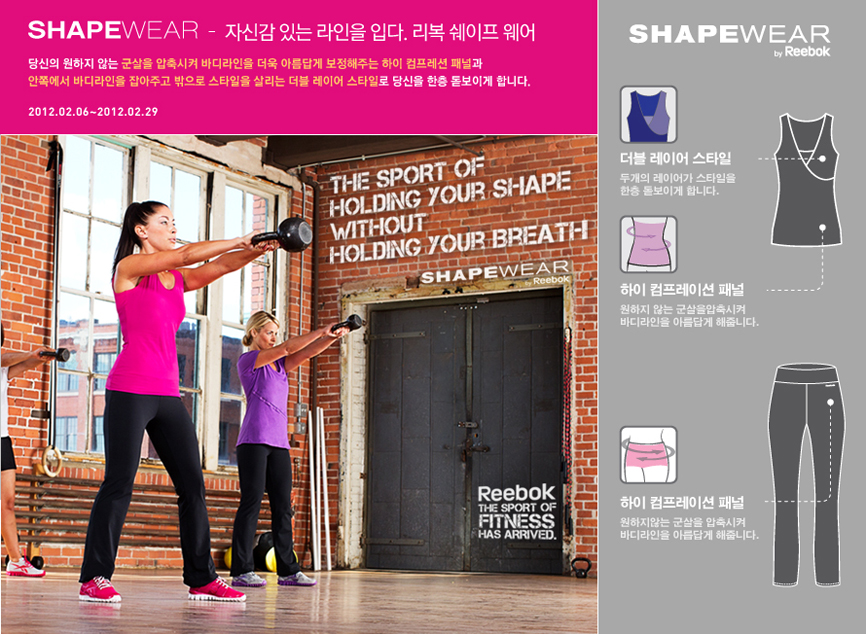 SHAPEWEAR - 자신감 있는 라인을 입다. 리복 쉐이프 웨어
당신의 원하지 않는 군살을 압축시켜 바디라인을 더욱 아름답게 보정해주는 하이 컴프레션 패널과
안쪽에서 바디라인을 잡아주고 밖으로 스타일을 살리는 더블 레이어 스타일로 당신을 한층 돋보이게 합니다.
2012.02.06~2012.02.29
THE SPORT OF
HOLDING YOUR SHAPE
WITHOUT
HOLDING YOUR BREATH
SHAPEWEAR
by Reebok
Reebok
THE SPORT OF
FITNESS
HAS ARRIVED.
SHAPEWEAR
by Reebok
더블 레이어 스타일
두개의 레이어가 스타일을
한층 돋보이게 합니다.
하이 컴프레이션 패널
원하지 않는 군살을압축시켜
바디라인을 아름답게 해줍니다.
하이 컴프레이션 패널
원하지않는 군살을 압축시켜
바디라인을 아름답게 해줍니다.